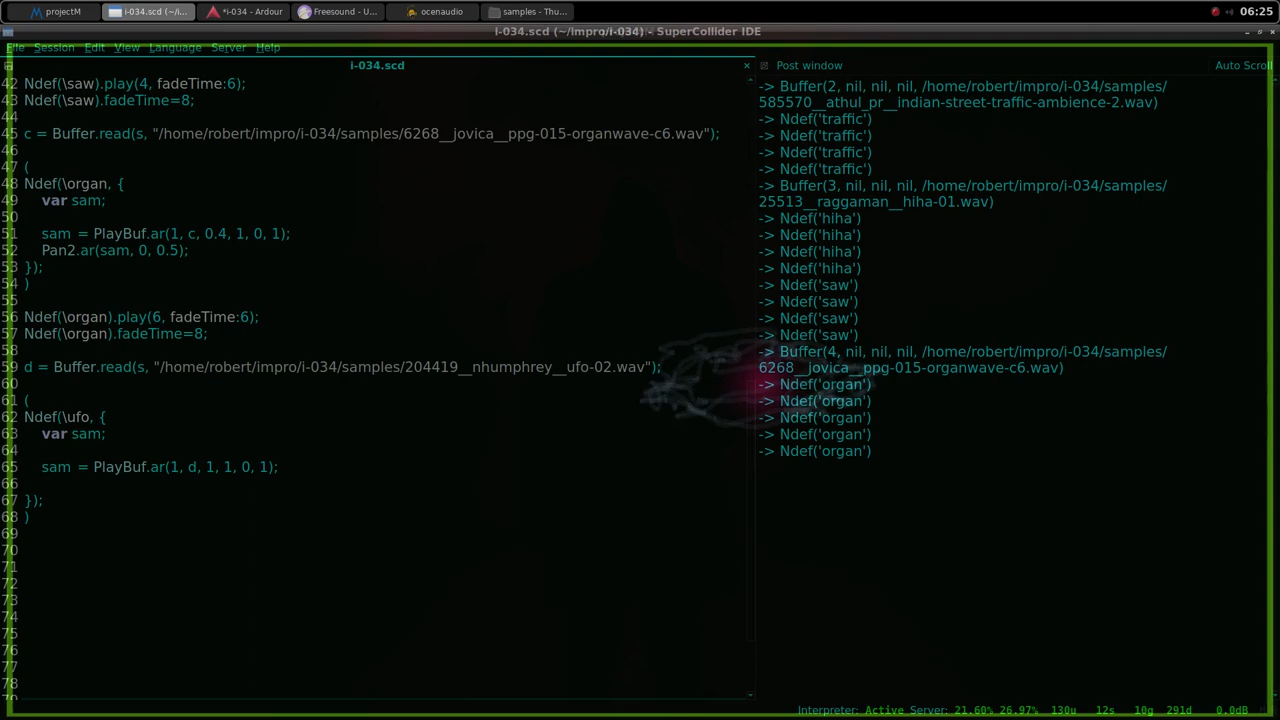 projectM
i-034.scd (~/i...
*i-034 - Ardour
Freesound - U...
ocenaudio
samples - Thu...
06:25
i-034.scd (~/impro/i-034) - SuperCollider IDE
File Session Edit View Language Server Help
i-034.scd
Post window
Auto Scroll
42 Ndef(\saw).play(4, fadeTime:6);
43 Ndef(\saw).fadeTime=8;
44
45 c = Buffer.read(s, "/home/robert/impro/i-034/samples/6268__jovica__ppg-015-organwave-c6.wav");
46
47 (
48 Ndef(\organ, {
49 var sam;
50
51 sam = PlayBuf.ar(1, c, 0.4, 1, 0, 1);
52 Pan2.ar(sam, 0, 0.5);
53 });
54 )
55
56 Ndef(\organ).play(6, fadeTime:6);
57 Ndef(\organ).fadeTime=8;
58
59 d = Buffer.read(s, "/home/robert/impro/i-034/samples/204419__nhumphrey__ufo-02.wav");
60
61 (
62 Ndef(\ufo, {
63 var sam;
64
65 sam = PlayBuf.ar(1, d, 1, 1, 0, 1);
66
67 });
68 )
69
70
71
72
73
74
75
76
77
78
79
-> Buffer(2, nil, nil, nil, /home/robert/impro/i-034/samples/
585570__athul_pr__indian-street-traffic-ambience-2.wav)
-> Ndef('traffic')
-> Ndef('traffic')
-> Ndef('traffic')
-> Ndef('traffic')
-> Buffer(3, nil, nil, nil, /home/robert/impro/i-034/samples/
25513__raggaman__hiha-01.wav)
-> Ndef('hiha')
-> Ndef('hiha')
-> Ndef('hiha')
-> Ndef('hiha')
-> Ndef('saw')
-> Ndef('saw')
-> Ndef('saw')
-> Ndef('saw')
-> Buffer(4, nil, nil, nil, /home/robert/impro/i-034/samples/
6268__jovica__ppg-015-organwave-c6.wav)
-> Ndef('organ')
-> Ndef('organ')
-> Ndef('organ')
-> Ndef('organ')
-> Ndef('organ')
Interpreter: Active Server: 21.60% 26.97% 130u 12s 10g 291d 0.0dB